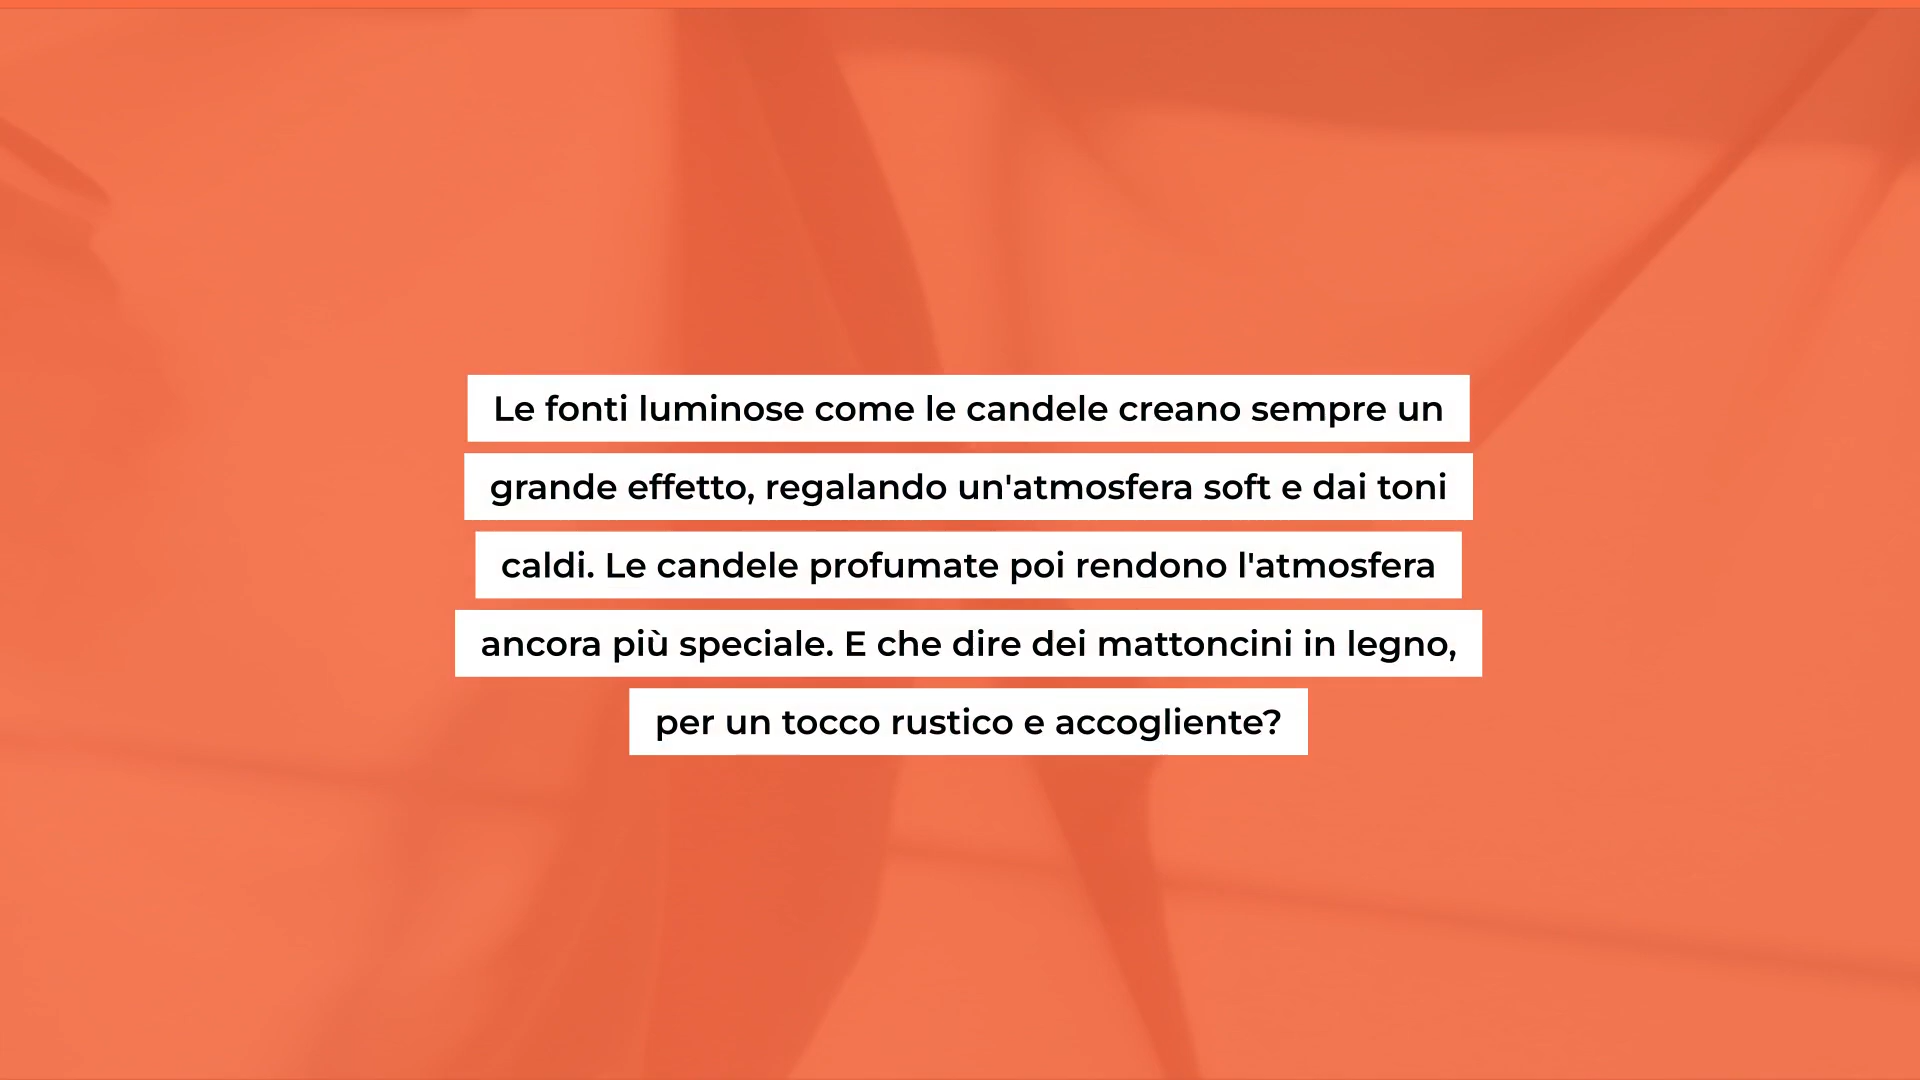 Le fonti luminose come le candele creano sempre un
grande effetto, regalando un'atmosfera soft e dai toni
caldi. Le candele profumate poi rendono l'atmosfera
ancora più speciale. E che dire dei mattoncini in legno,
per un tocco rustico e accogliente?